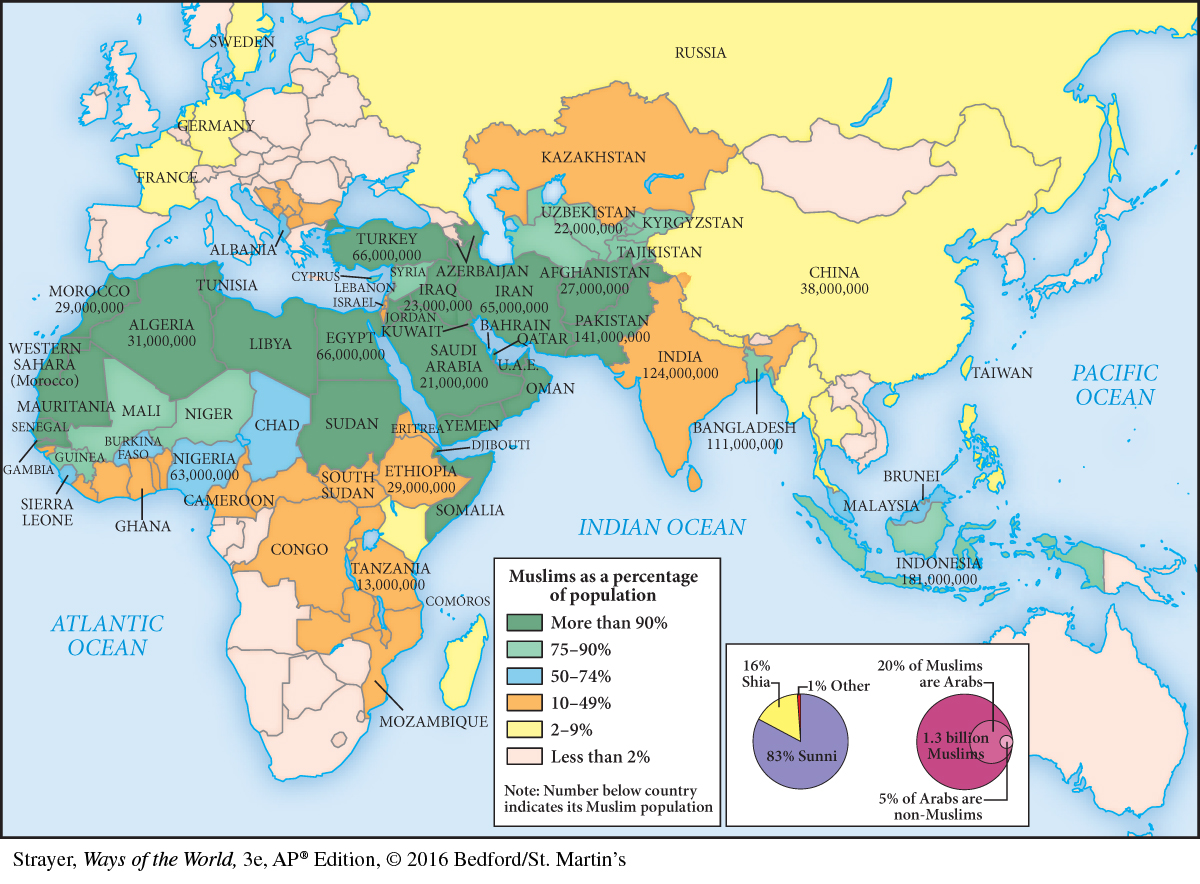 SWEDEN
RUSSIA
GERMANY
FRANCE
KAZAKHSTAN
UZBEKISTAN
22,000,000
KYRGYZSTAN
TAJIKISTAN
ALBANIA
TURKEY
66,000,000
CYPRUS
SYRIA
LEBANON
ISRAEL
AZERBAIJAN
IRAQ
23,000,000
IRAN
65,000,000
AFGHANISTAN
27,000,000
CHINA
38,000,000
MOROCCO
29,000,000
TUNISIA
ALGERIA
31,000,000
LIBYA
EGYPT
66,000,000
JORDAN
KUWAIT
BAHRAIN
QATAR
PAKISTAN
141,000,000
WESTERN
SAHARA
(Morocco)
SAUDI
ARABIA
21,000,000
U.A.E.
OMAN
INDIA
124,000,000
TAIWAN
PACIFIC
OCEAN
MAURITANIA
MALI
NIGER
CHAD
SUDAN
ERITREA
YEMEN
DJIBOUTI
BANGLADESH
111,000,000
SENEGAL
GAMBIA
GUINEA
BURKINA
FASO
NIGERIA
63,000,000
SIERRA
LEONE
GHANA
CAMEROON
SOUTH
SUDAN
ETHIOPIA
29,000,000
SOMALIA
BRUNEI
MALAYSIA
INDIAN OCEAN
CONGO
TANZANIA
13,000,000
INDONESIA
181,000,000
COMÓROS
ATLANTIC
OCEAN
MOZAMBIQUE
Muslims as a percentage
of population
More than 90%
75–90%
50–74%
10–49%
2–9%
Less than 2%
Note: Number below country
indicates its Muslim population
16%
Shia
1% Other
83% Sunni
20% of Muslims
are Arabs
1.3 billion
Muslims
5% of Arabs are
non-Muslims
Strayer, Ways of the World, 3e, AP® Edition, © 2016 Bedford/St. Martin's